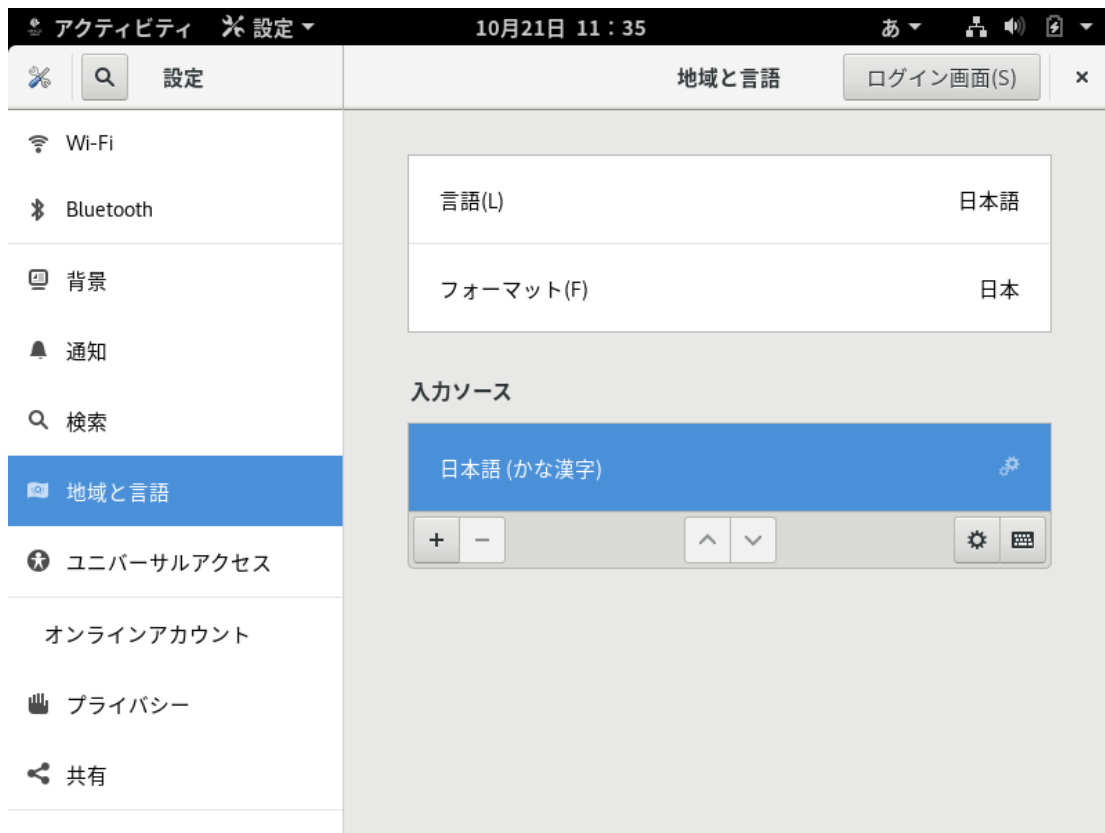 アクティビティ 設定 10月21日 11：35 あ
設定 地域と言語 ログイン画面(S) ×
Wi-Fi
Bluetooth
背景
通知
検索
地域と言語
ユニバーサルアクセス
オンラインアカウント
プライバシー
共有
言語(L) 日本語
フォーマット(F) 日本
入力ソース
日本語 (かな漢字)